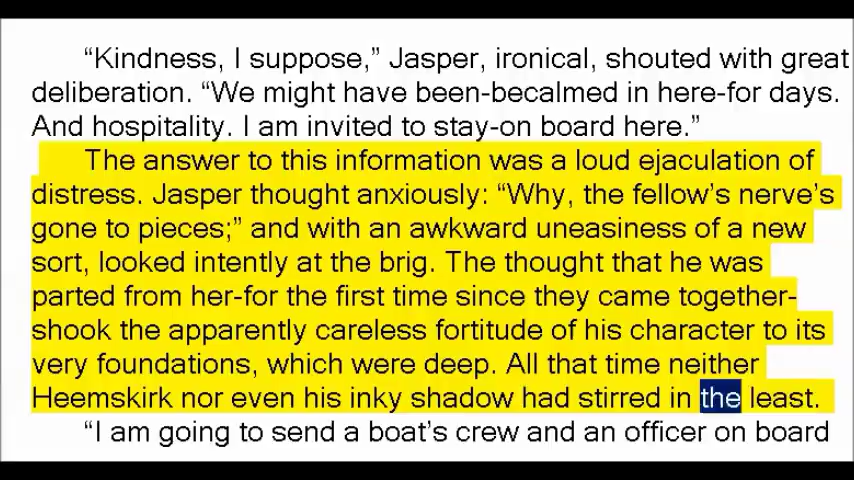 “Kindness, I suppose,” Jasper, ironical, shouted with great
deliberation. “We might have been-becalmed in here-for days.
And hospitality. I am invited to stay-on board here.”
The answer to this information was a loud ejaculation of
distress. Jasper thought anxiously: “Why, the fellow’s nerve’s
gone to pieces;” and with an awkward uneasiness of a new
sort, looked intently at the brig. The thought that he was
parted from her-for the first time since they came together-
shook the apparently careless fortitude of his character to its
very foundations, which were deep. All that time neither
Heemskirk nor even his inky shadow had stirred in the least.
“I am going to send a boat’s crew and an officer on board